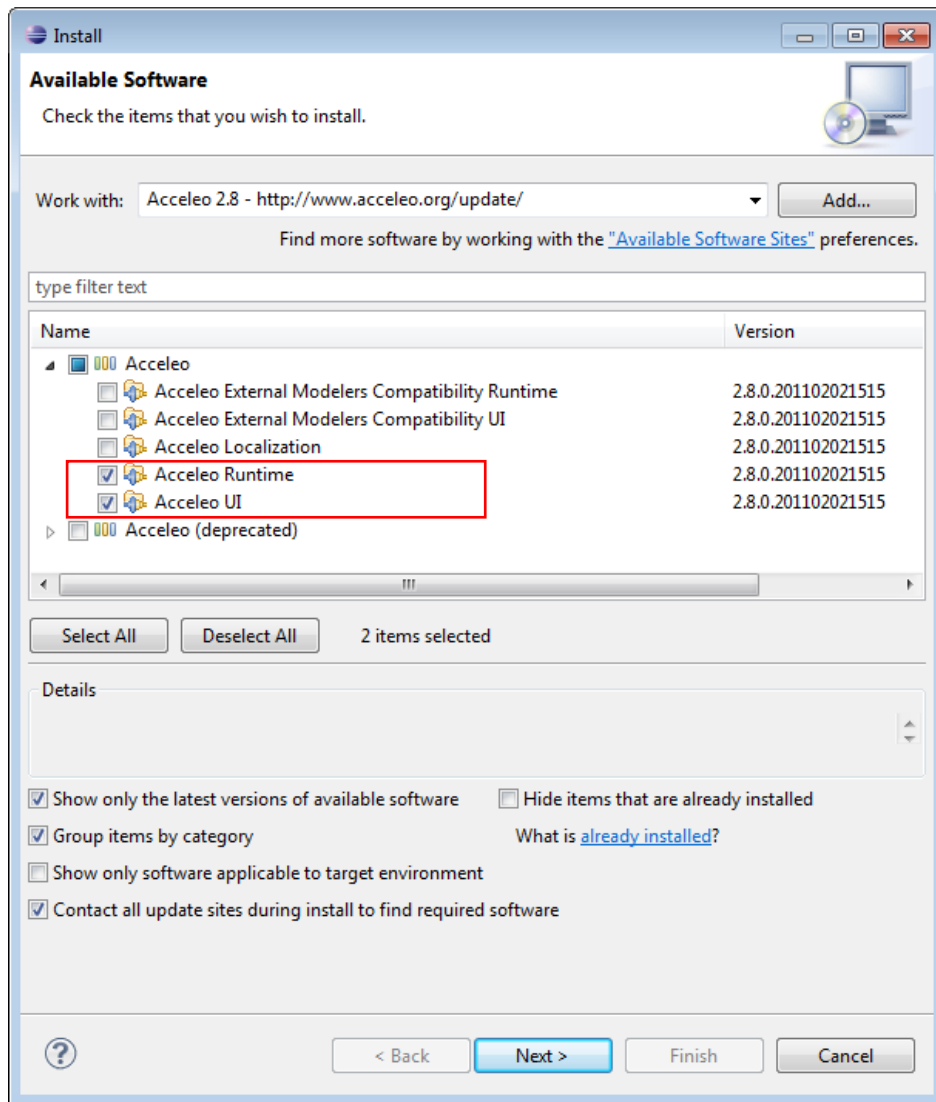 Install
Available Software
Check the items that you wish to install.
Work with: Acceleo 2.8 - http://www.acceleo.org/update/ Add...
Find more software by working with the "Available Software Sites" preferences.
type filter text
Name Version
Acceleo
Acceleo External Modelers Compatibility Runtime 2.8.0.201102021515
Acceleo External Modelers Compatibility UI 2.8.0.201102021515
Acceleo Localization 2.8.0.201102021515
Acceleo Runtime 2.8.0.201102021515
Acceleo UI 2.8.0.201102021515
Acceleo (deprecated)
Select All Deselect All 2 items selected
Details
Show only the latest versions of available software Hide items that are already installed
Group items by category What is already installed?
Show only software applicable to target environment
Contact all update sites during install to find required software
? < Back Next > Finish Cancel